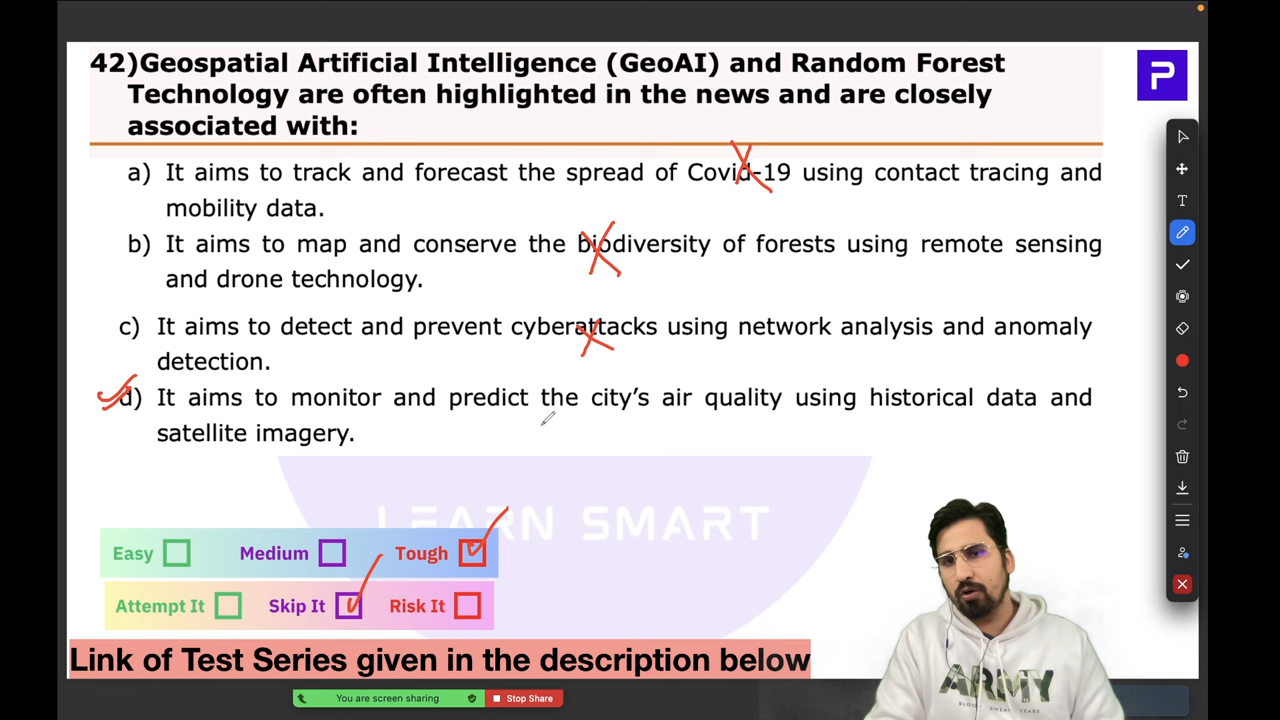 42)Geospatial Artificial Intelligence (GeoAI) and Random Forest
Technology are often highlighted in the news and are closely
associated with:
a) It aims to track and forecast the spread of Covid-19 using contact tracing and
mobility data.
b) It aims to map and conserve the biodiversity of forests using remote sensing
and drone technology.
c) It aims to detect and prevent cyberattacks using network analysis and anomaly
detection.
d) It aims to monitor and predict the city’s air quality using historical data and
satellite imagery.
LEARN SMART
Easy Medium Tough
Attempt It Skip It Risk It
Link of Test Series given in the description below
You are screen sharing Stop Share
ARMY